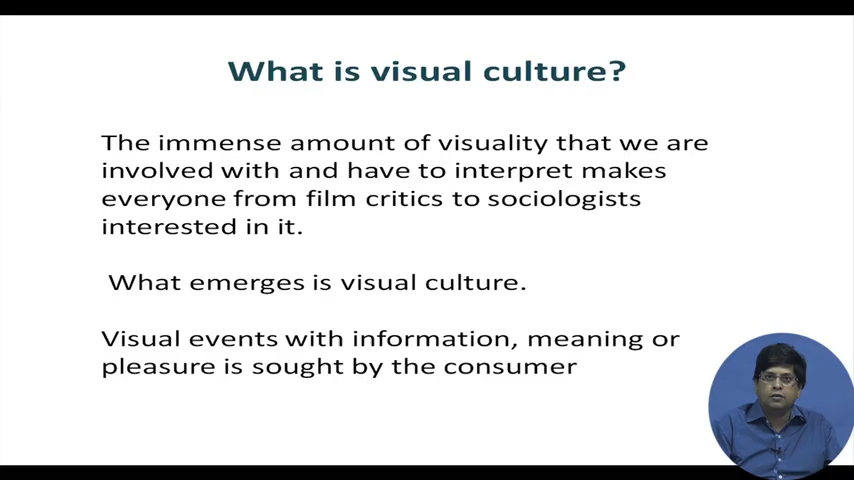 What is visual culture?
The immense amount of visuality that we are
involved with and have to interpret makes
everyone from film critics to sociologists
interested in it.
What emerges is visual culture.
Visual events with information, meaning or
pleasure is sought by the consumer